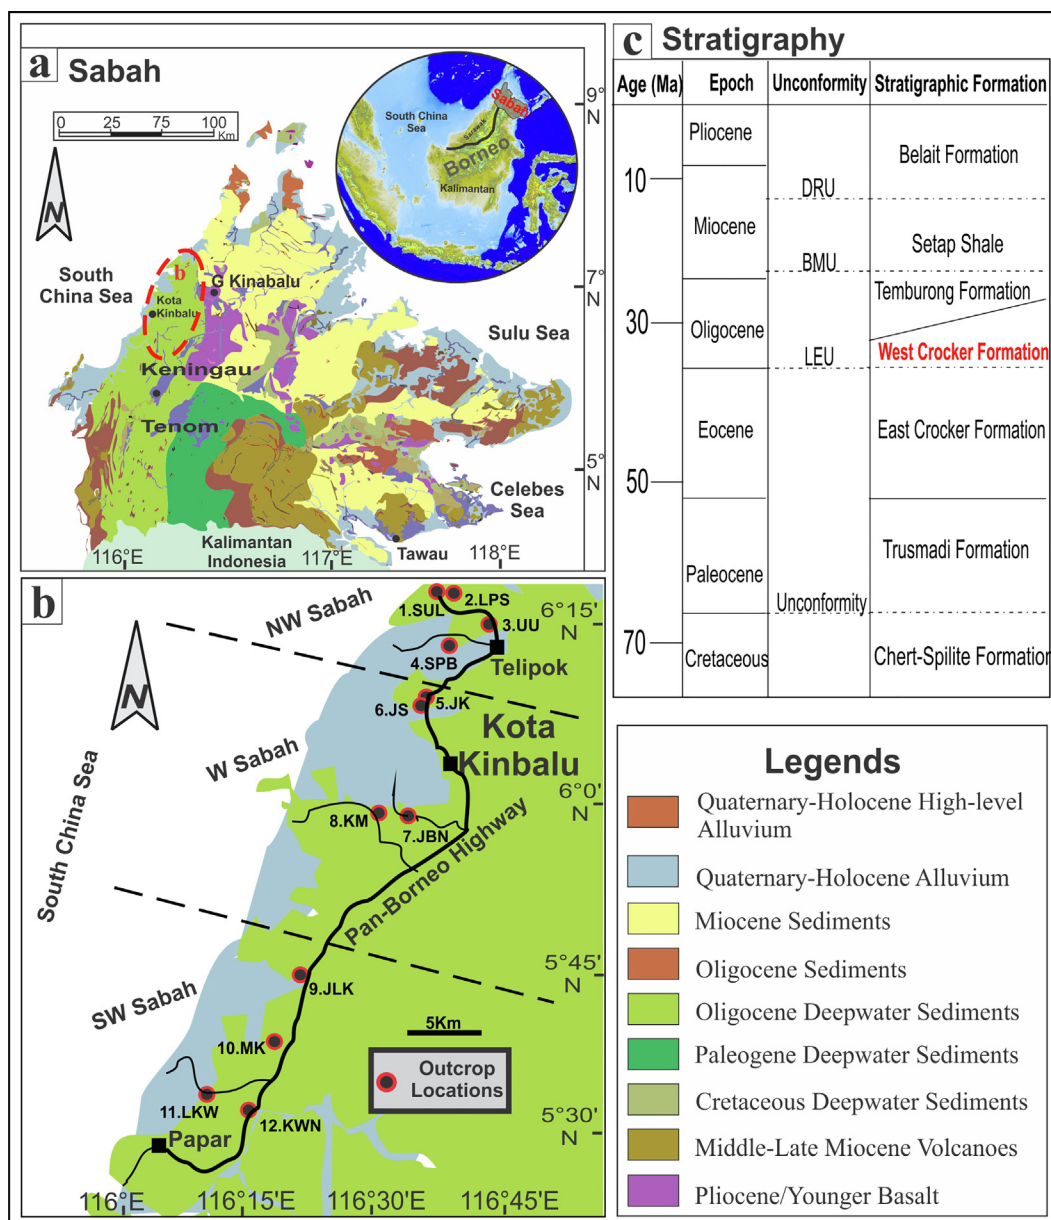 a Sabah
0 25 50 75 100
Km
N
South China
Sea
Sabah
Sarawak
Borneo
Kalimantan
9°
N
7°
N
5°
N
South
China Sea
b
G Kinabalu
Kota
Kinbalu
Sulu Sea
Keningau
Tenom
Celebes
Sea
Kalimantan
Indonesia
Tawau
116°E 117°E 118°E
b
NW Sabah
1.SUL
2.LPS
3.UU
6°15'
N
4.SPB
Telipok
N
5.JK
6.JS
Kota
Kinbalu
W Sabah
South China Sea
6°0'
N
8.KM
7.JBN
Pan-Borneo Highway
5°45'
N
9.JLK
SW Sabah
5Km
10.MK
Outcrop
Locations
11.LKW
12.KWN
5°30'
N
Papar
116°E 116°15'E 116°30'E 116°45'E
c Stratigraphy
Age (Ma) Epoch Unconformity Stratigraphic Formation
Pliocene
Belait Formation
10
DRU
Miocene
Setap Shale
BMU
Temburong Formation
30
Oligocene
LEU
West Crocker Formation
Eocene
East Crocker Formation
50
Trusmadi Formation
Paleocene
Unconformity
70
Cretaceous
Chert-Spilite Formation
Legends
Quaternary-Holocene High-level
Alluvium
Quaternary-Holocene Alluvium
Miocene Sediments
Oligocene Sediments
Oligocene Deepwater Sediments
Paleogene Deepwater Sediments
Cretaceous Deepwater Sediments
Middle-Late Miocene Volcanoes
Pliocene/Younger Basalt